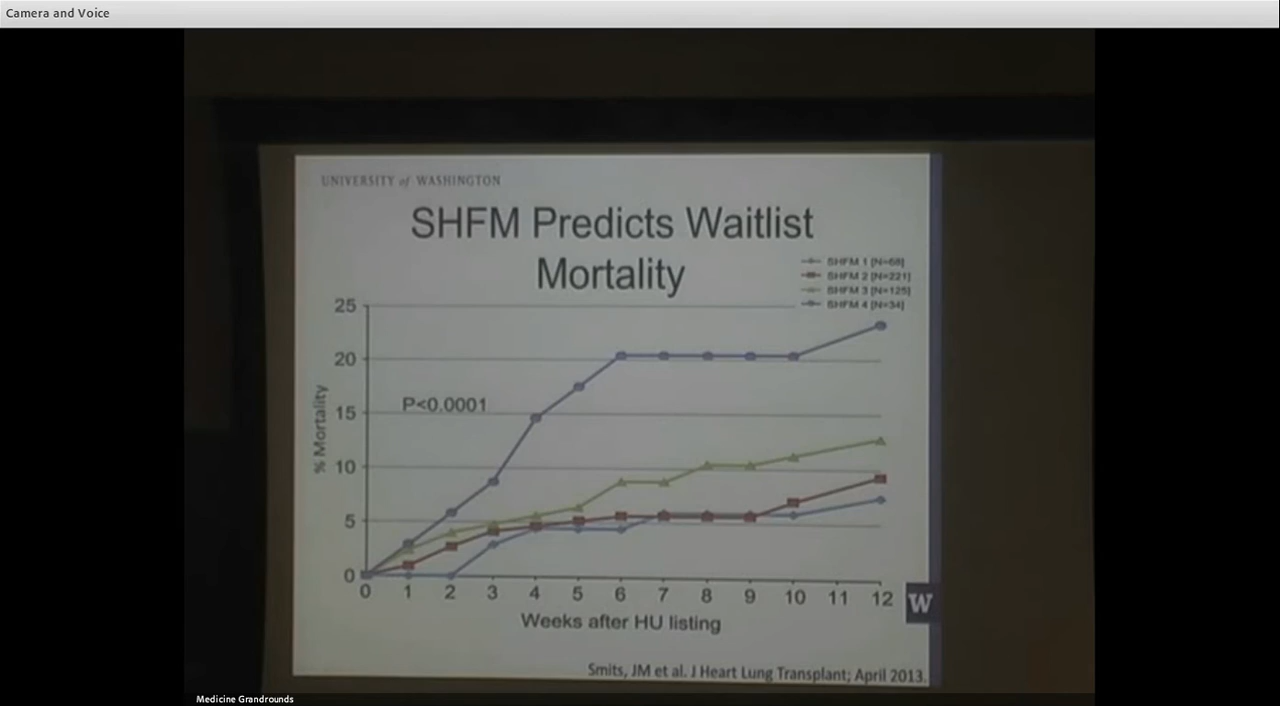 Camera and Voice
UNIVERSITY of WASHINGTON
SHFM Predicts Waitlist
Mortality
SHFM 1 [N=68]
SHFM 2 [N=221]
SHFM 3 [N=125]
SHFM 4 [N=34]
25
20
15
10
5
0
P<0.0001
% Mortality
0 1 2 3 4 5 6 7 8 9 10 11 12
Weeks after HU listing
W
Smits, JM et al. J Heart Lung Transplant; April 2013.
Medicine Grandrounds